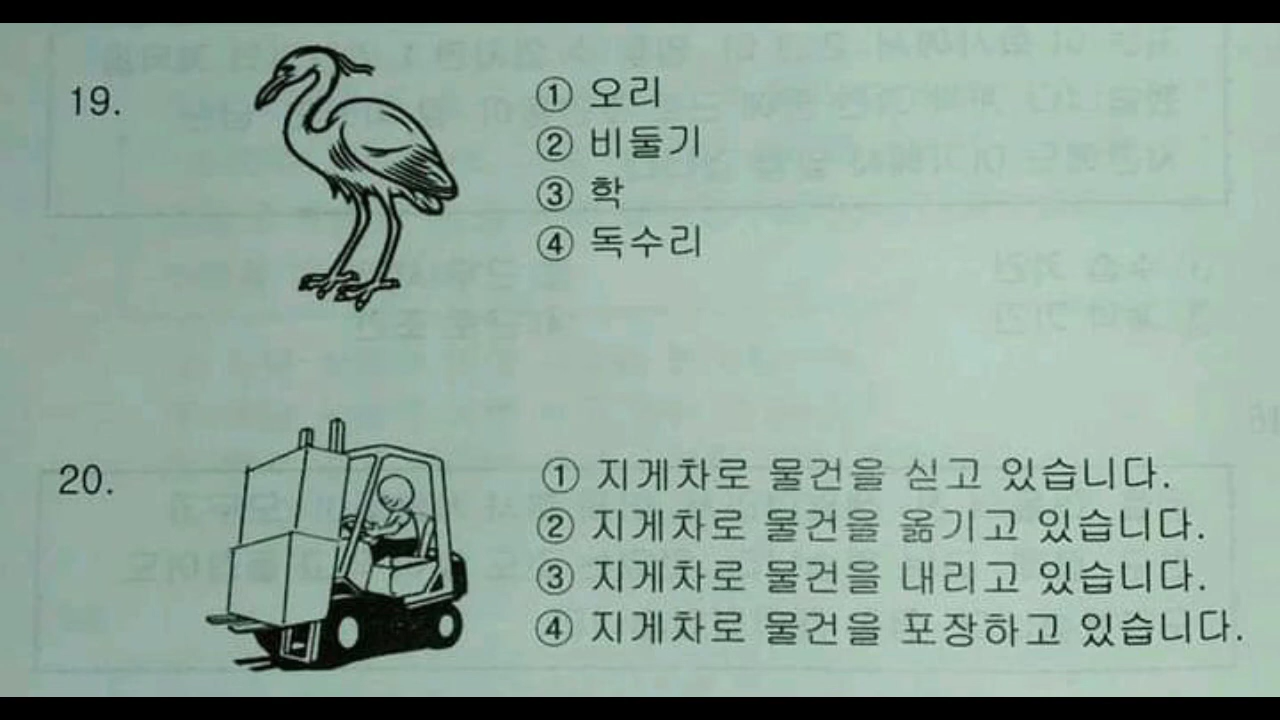 19.
① 오리
② 비둘기
③ 학
④ 독수리
20.
① 지게차로 물건을 싣고 있습니다.
② 지게차로 물건을 옮기고 있습니다.
③ 지게차로 물건을 내리고 있습니다.
④ 지게차로 물건을 포장하고 있습니다.